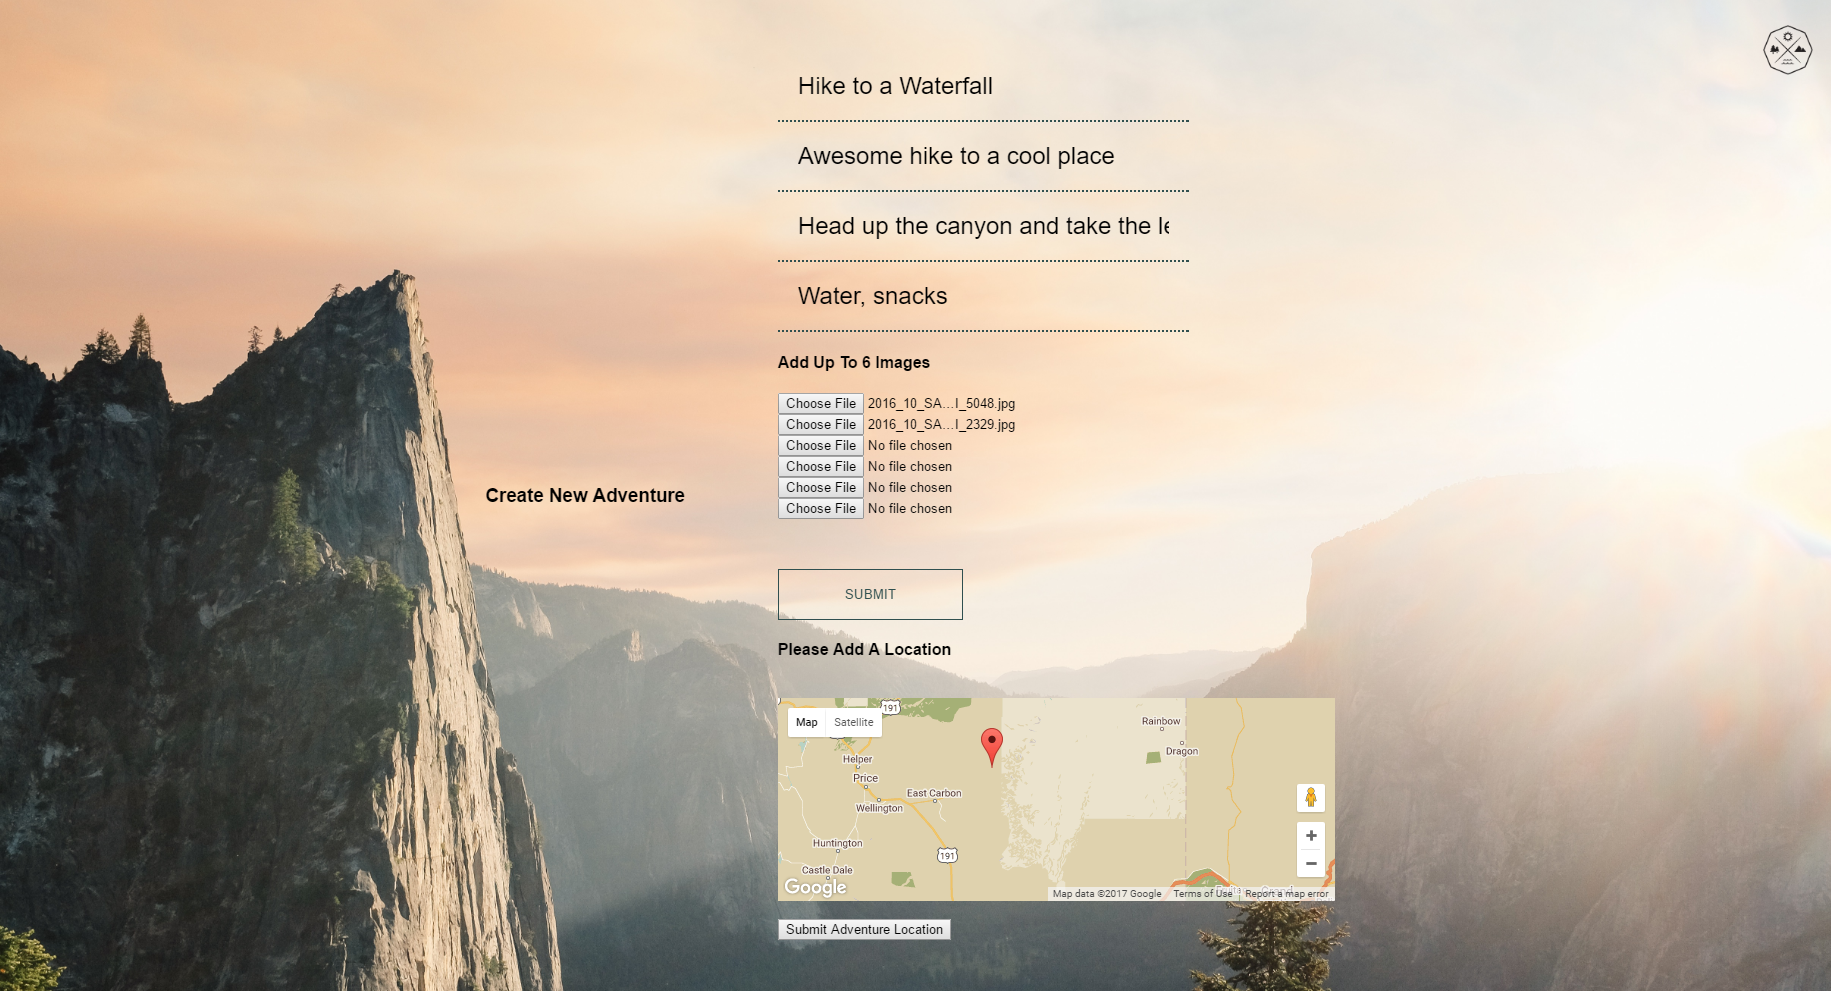 Hike to a Waterfall
Awesome hike to a cool place
Head up the canyon and take the
Water, snacks
Add Up To 6 Images
Choose File 2016_10_SA...I_5048.jpg
Choose File 2016_10_SA...I_2329.jpg
Choose File No file chosen
Choose File No file chosen
Choose File No file chosen
Choose File No file chosen
Create New Adventure
SUBMIT
Please Add A Location
Map Satellite
191
Rainbow
Dragon
Helper
Price
East Carbon
Wellington
Huntington
191
Castle Dale
Google
Map data ©2017 Google Terms of Use Report a map error
Submit Adventure Location